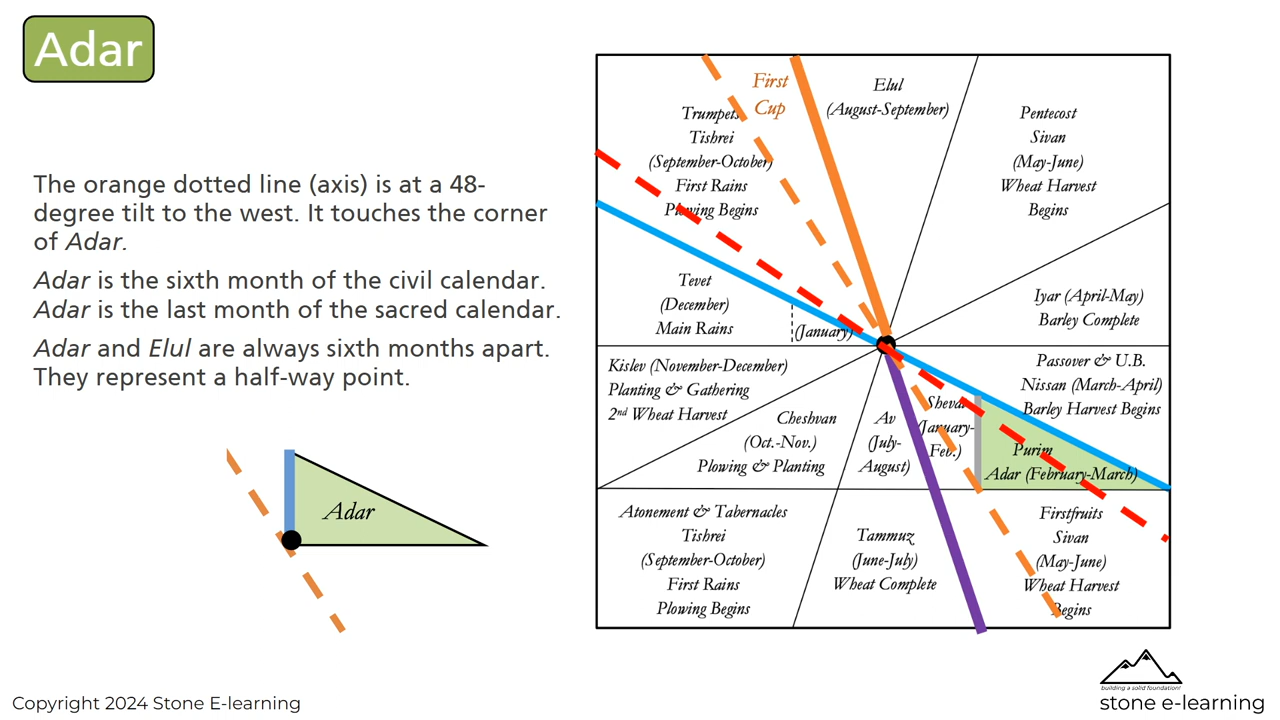 Adar
The orange dotted line (axis) is at a 48-
degree tilt to the west. It touches the corner
of Adar.
Adar is the sixth month of the civil calendar.
Adar is the last month of the sacred calendar.
Adar and Elul are always sixth months apart.
They represent a half-way point.
Adar
First
Cup
Trumpets
Tishrei
(September-October)
First Rains
Plowing Begins
Elul
(August-September)
Pentecost
Sivan
(May-June)
Wheat Harvest
Begins
Tevet
(December)
Main Rains
(January)
Iyar (April-May)
Barley Complete
Kislev (November-December)
Planting & Gathering
2nd Wheat Harvest
Cheshvan
(Oct.-Nov.)
Plowing & Planting
Av
(July-
August)
Shevat
(January-
Feb.)
Passover & U.B.
Nissan (March-April)
Barley Harvest Begins
Purim
Adar (February-March)
Atonement & Tabernacles
Tishrei
(September-October)
First Rains
Plowing Begins
Tammuz
(June-July)
Wheat Complete
Firstfruits
Sivan
(May-June)
Wheat Harvest
Begins
Copyright 2024 Stone E-learning
building a solid foundation!
stone e-learning